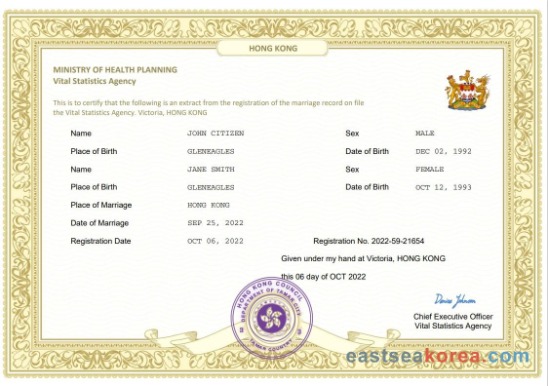 HONG KONG
MINISTRY OF HEALTH PLANNING
Vital Statistics Agency
This is to certify that the following is an extract from the registration of the marriage record on file
the Vital Statistics Agency. Victoria, HONG KONG
Name JOHN CITIZEN Sex MALE
Place of Birth GLENEAGLES Date of Birth DEC 02, 1992
Name JANE SMITH Sex FEMALE
Place of Birth GLENEAGLES Date of Birth OCT 12, 1993
Place of Marriage HONG KONG
Date of Marriage SEP 25, 2022
Registration Date OCT 06, 2022 Registration No. 2022-59-21654
Given under my hand at Victoria, HONG KONG
this 06 day of OCT 2022
HONG KONG COUNCIL
DEPARTMENT OF TAMER CITY
TAMER COUNTRY
Denise Johnson
Chief Executive Officer
Vital Statistics Agency
eastseakorea.com